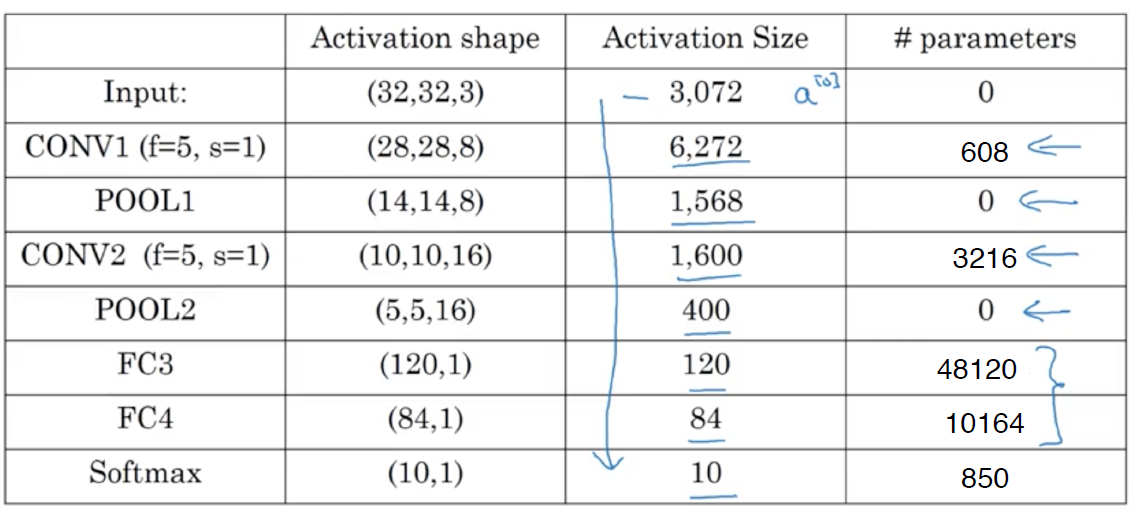 Activation shape Activation Size # parameters
Input: (32,32,3) – 3,072 a^[0] 0
CONV1 (f=5, s=1) (28,28,8) 6,272 608 ←
POOL1 (14,14,8) 1,568 0 ←
CONV2 (f=5, s=1) (10,10,16) 1,600 3216 ←
POOL2 (5,5,16) 400 0 ←
FC3 (120,1) 120 48120 }
FC4 (84,1) 84 10164
Softmax (10,1) 10 850